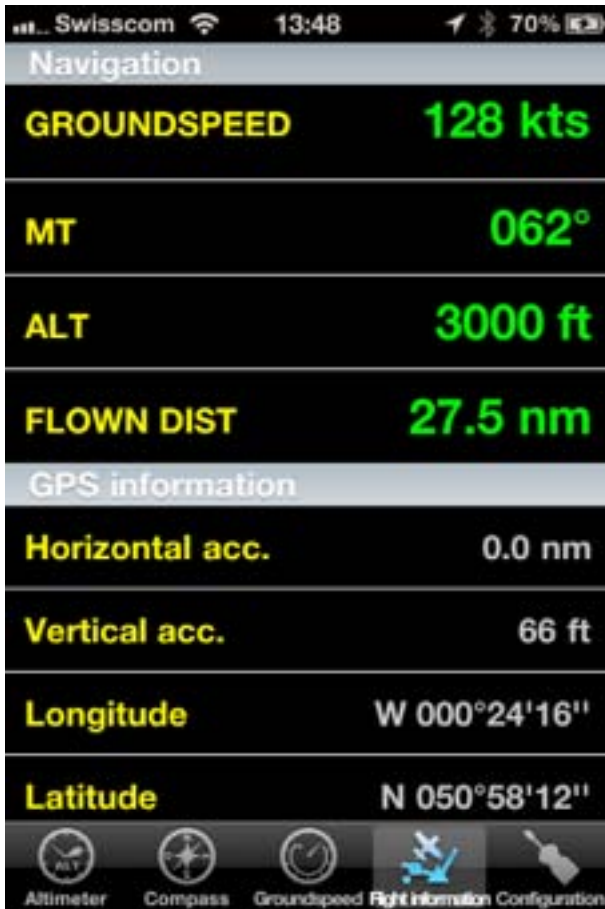 Swisscom 13:48 70%
Navigation
GROUNDSPEED 128 kts
MT 062°
ALT 3000 ft
FLOWN DIST 27.5 nm
GPS information
Horizontal acc. 0.0 nm
Vertical acc. 66 ft
Longitude W 000°24'16''
Latitude N 050°58'12''
ALT
Altimeter Compass Groundspeed Flight information Configuration